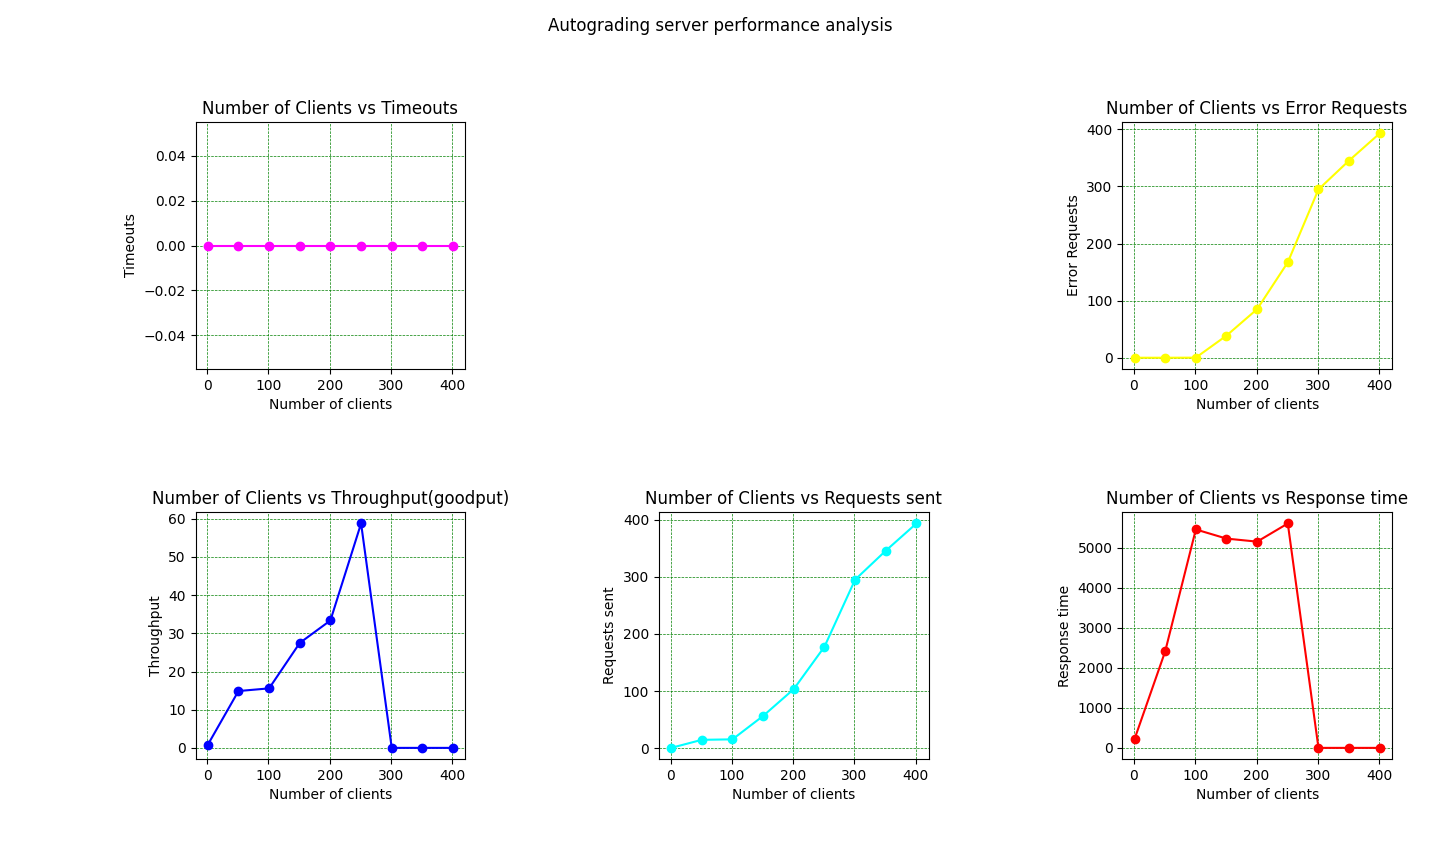 Autograding server performance analysis
Number of Clients vs Timeouts
0.04
0.02
0.00
−0.02
−0.04
Timeouts
0 100 200 300 400
Number of clients
Number of Clients vs Error Requests
400
300
200
100
0
Error Requests
0 100 200 300 400
Number of clients
Number of Clients vs Throughput(goodput)
60
50
40
30
20
10
0
Throughput
0 100 200 300 400
Number of clients
Number of Clients vs Requests sent
400
300
200
100
0
Requests sent
0 100 200 300 400
Number of clients
Number of Clients vs Response time
5000
4000
3000
2000
1000
0
Response time
0 100 200 300 400
Number of clients